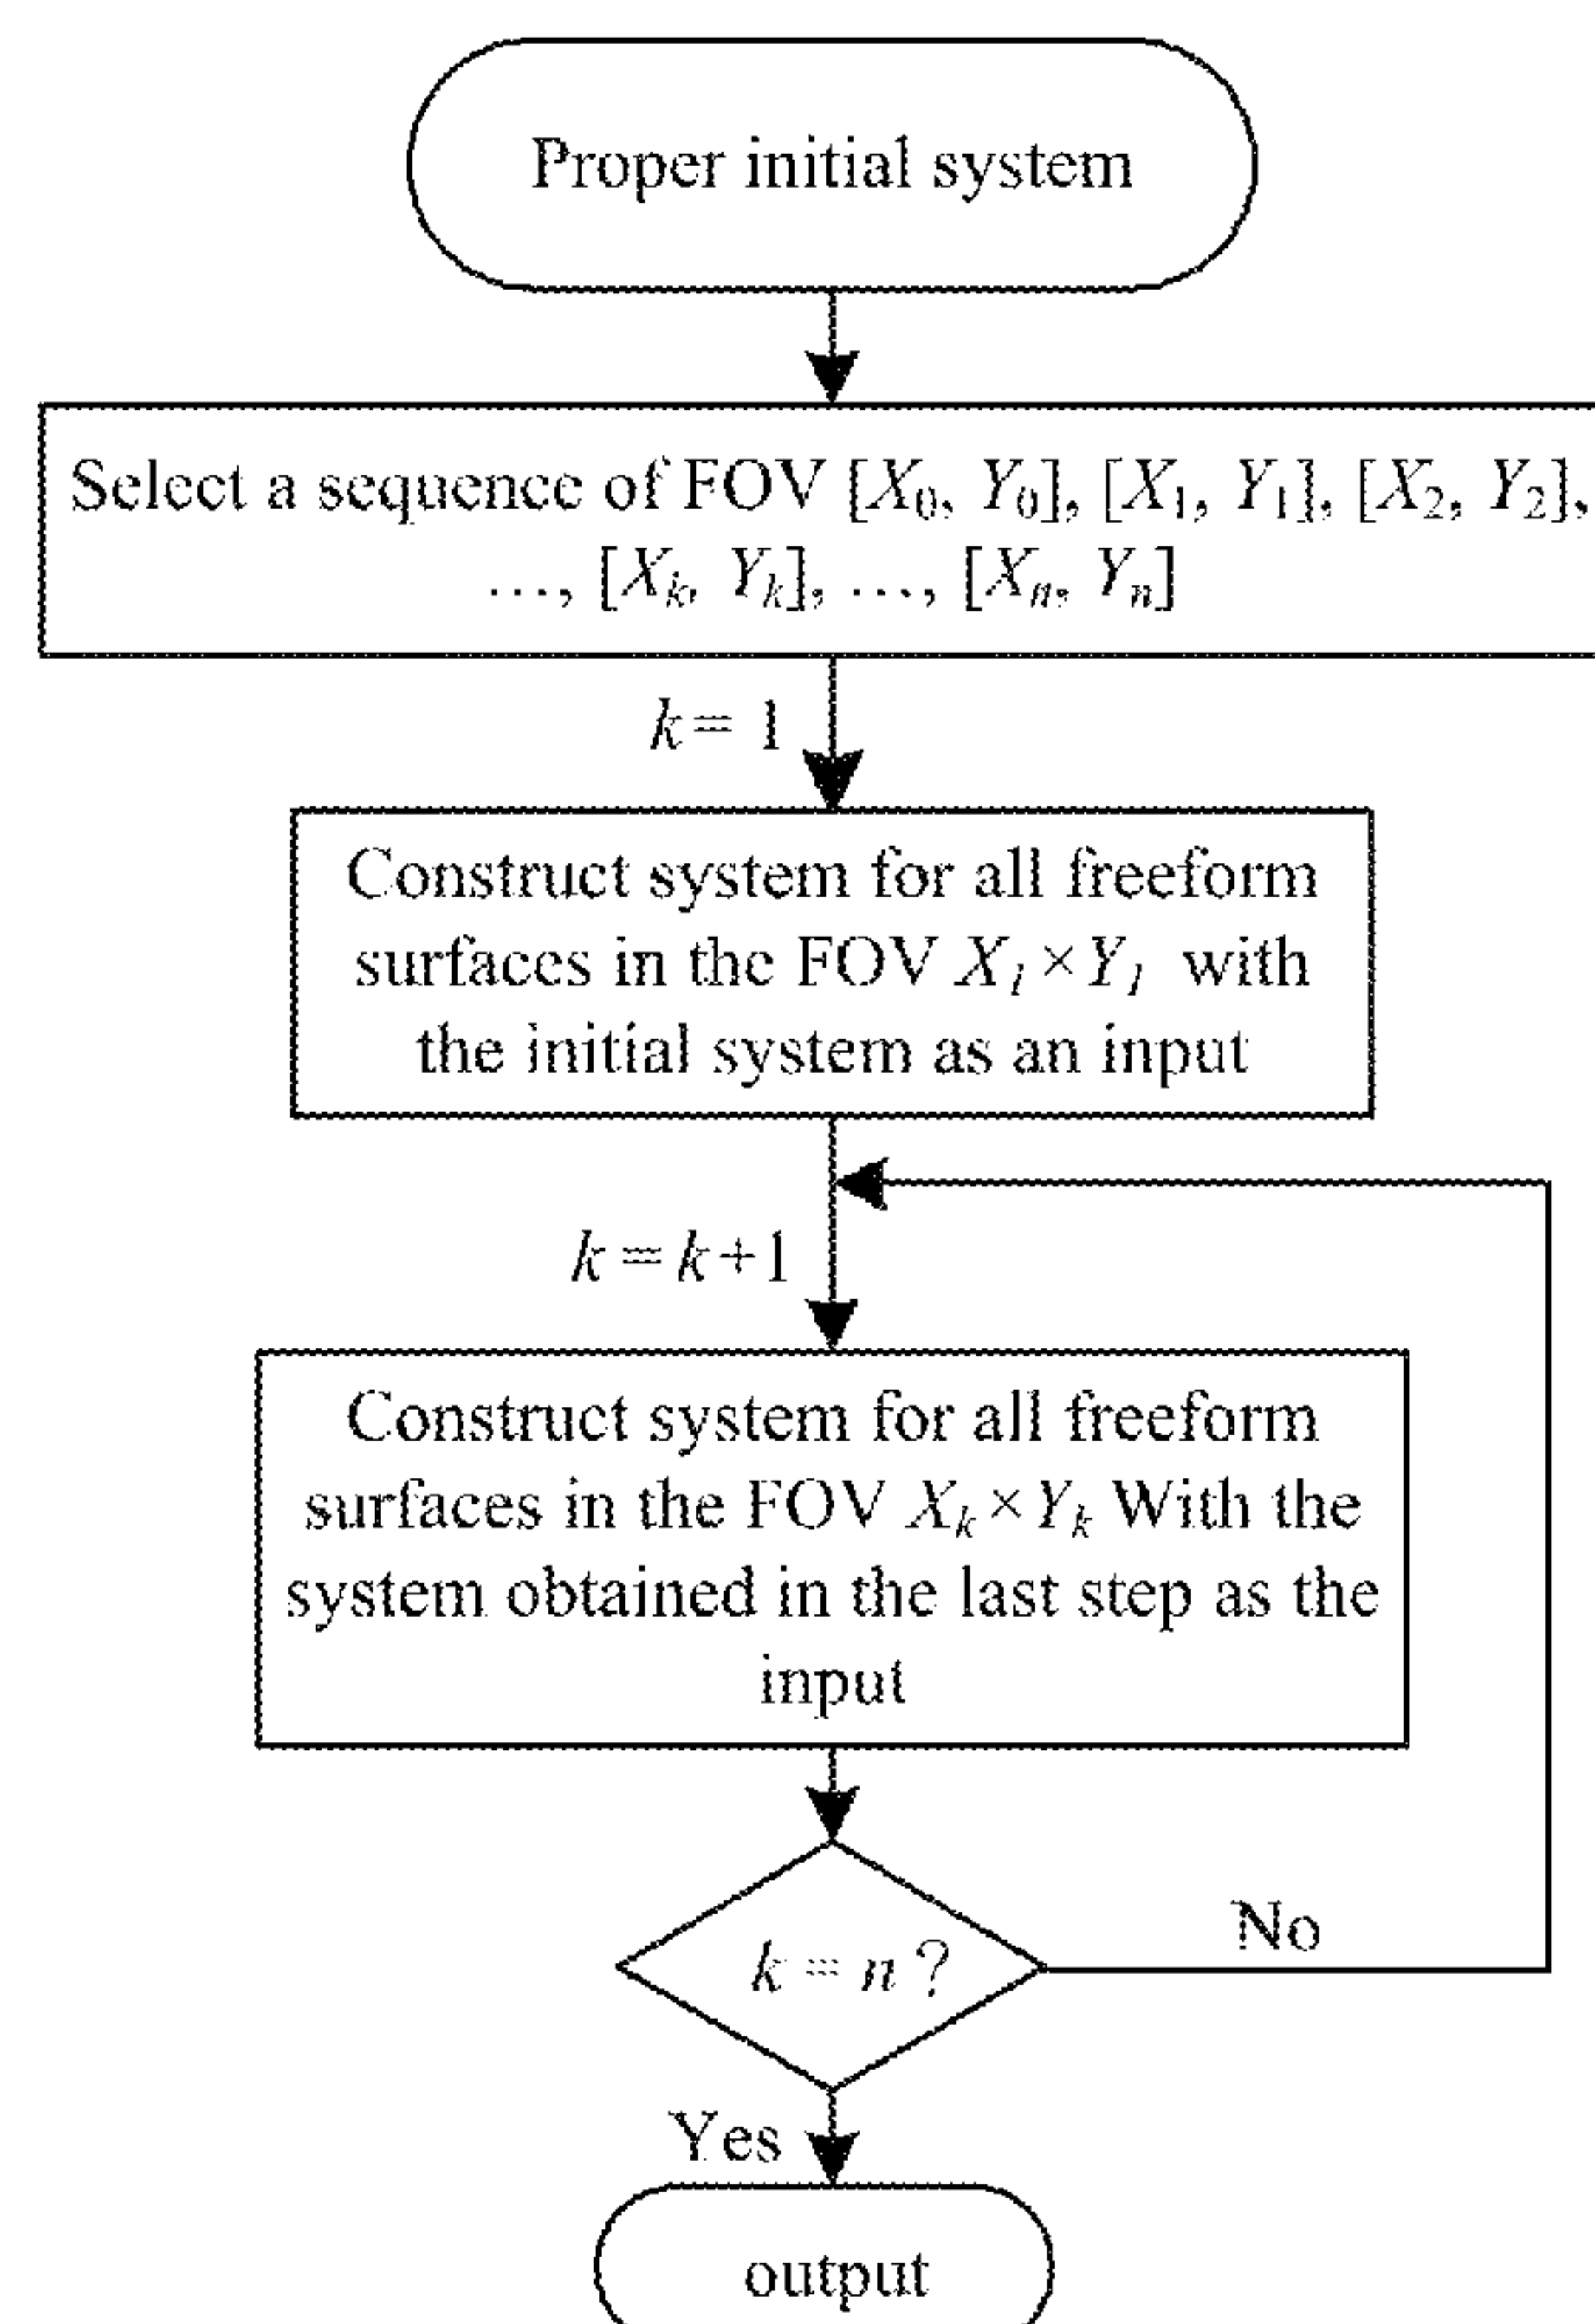 Proper initial system
Select a sequence of FOV [X₀, Y₀], [X₁, Y₁], [X₂, Y₂],
..., [Xₖ, Yₖ], ..., [Xₙ, Yₙ]
k = 1
Construct system for all freeform
surfaces in the FOV X₁×Y₁ with
the initial system as an input
k = k+1
Construct system for all freeform
surfaces in the FOV Xₖ×Yₖ With the
system obtained in the last step as the
input
k = n ?
No
Yes
output